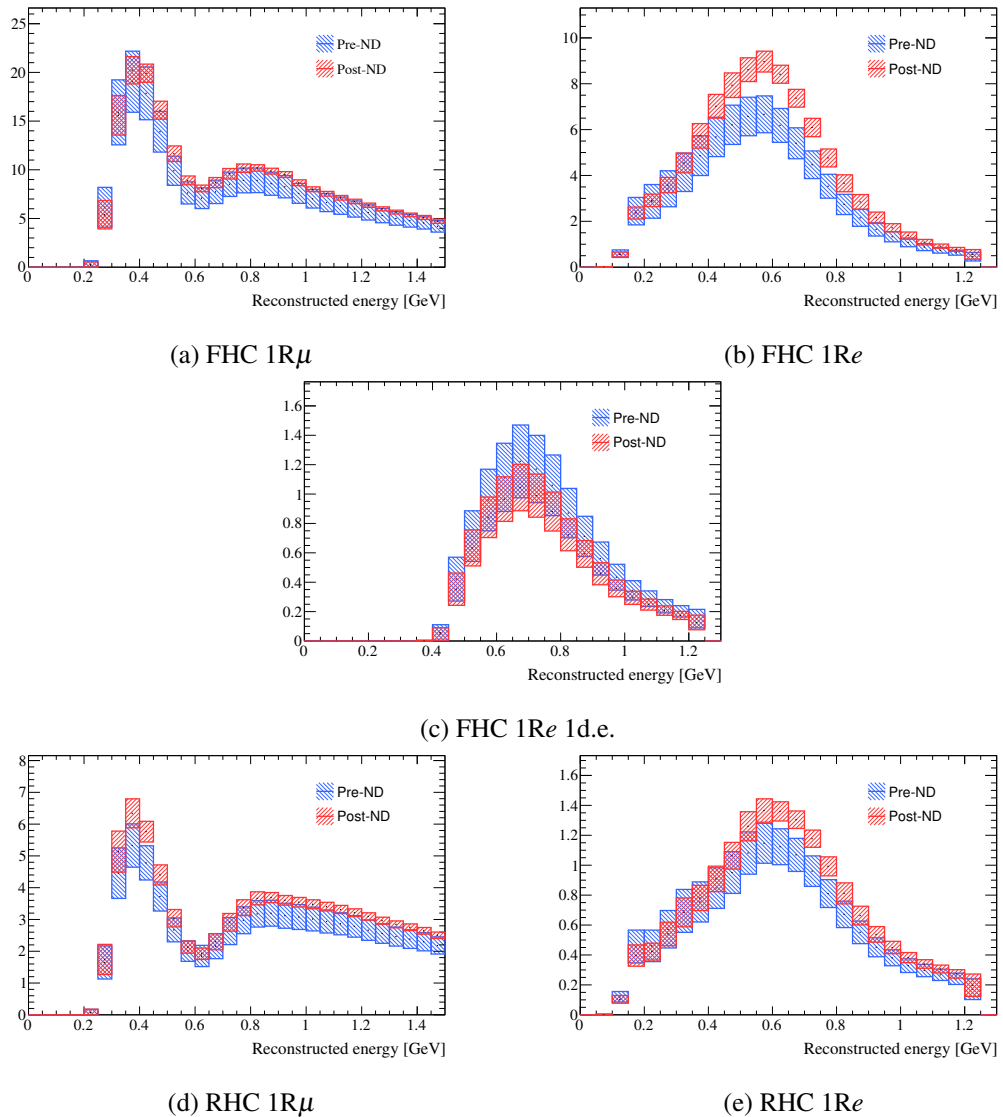 25
20
15
10
5
0
0 0.2 0.4 0.6 0.8 1.0 1.2 1.4
Reconstructed energy [GeV]
Pre-ND
Post-ND
(a) FHC 1Rμ
10
8
6
4
2
0
0 0.2 0.4 0.6 0.8 1.0 1.2
Reconstructed energy [GeV]
Pre-ND
Post-ND
(b) FHC 1Re
1.6
1.4
1.2
1
0.8
0.6
0.4
0.2
0
0 0.2 0.4 0.6 0.8 1.0 1.2
Reconstructed energy [GeV]
Pre-ND
Post-ND
(c) FHC 1Re 1d.e.
8
7
6
5
4
3
2
1
0
0 0.2 0.4 0.6 0.8 1.0 1.2 1.4
Reconstructed energy [GeV]
Pre-ND
Post-ND
(d) RHC 1Rμ
1.6
1.4
1.2
1
0.8
0.6
0.4
0.2
0
0 0.2 0.4 0.6 0.8 1.0 1.2
Reconstructed energy [GeV]
Pre-ND
Post-ND
(e) RHC 1Re